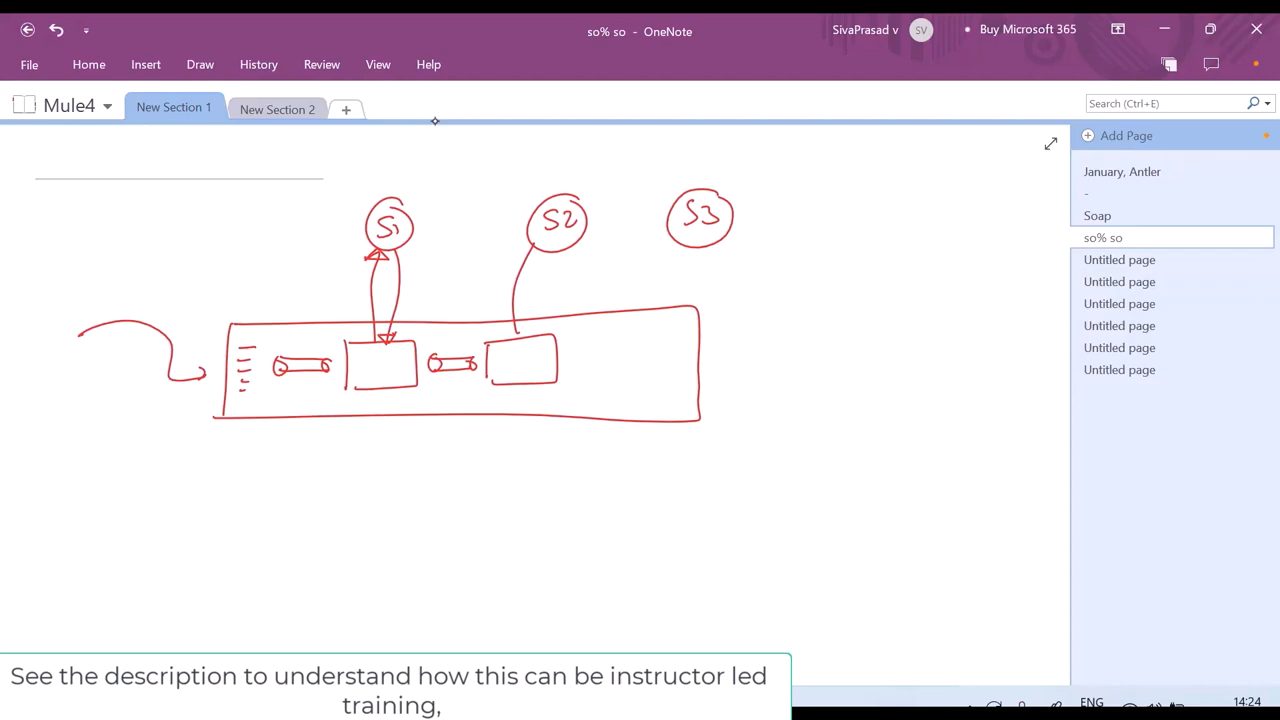 so% so - OneNote
SivaPrasad v
SV
Buy Microsoft 365
File
Home
Insert
Draw
History
Review
View
Help
Mule4
New Section 1
New Section 2
Search (Ctrl+E)
Add Page
January, Antler
-
Soap
so% so
Untitled page
Untitled page
Untitled page
Untitled page
Untitled page
Untitled page
S1
S2
S3
See the description to understand how this can be instructor led
training,
ENG
14:24